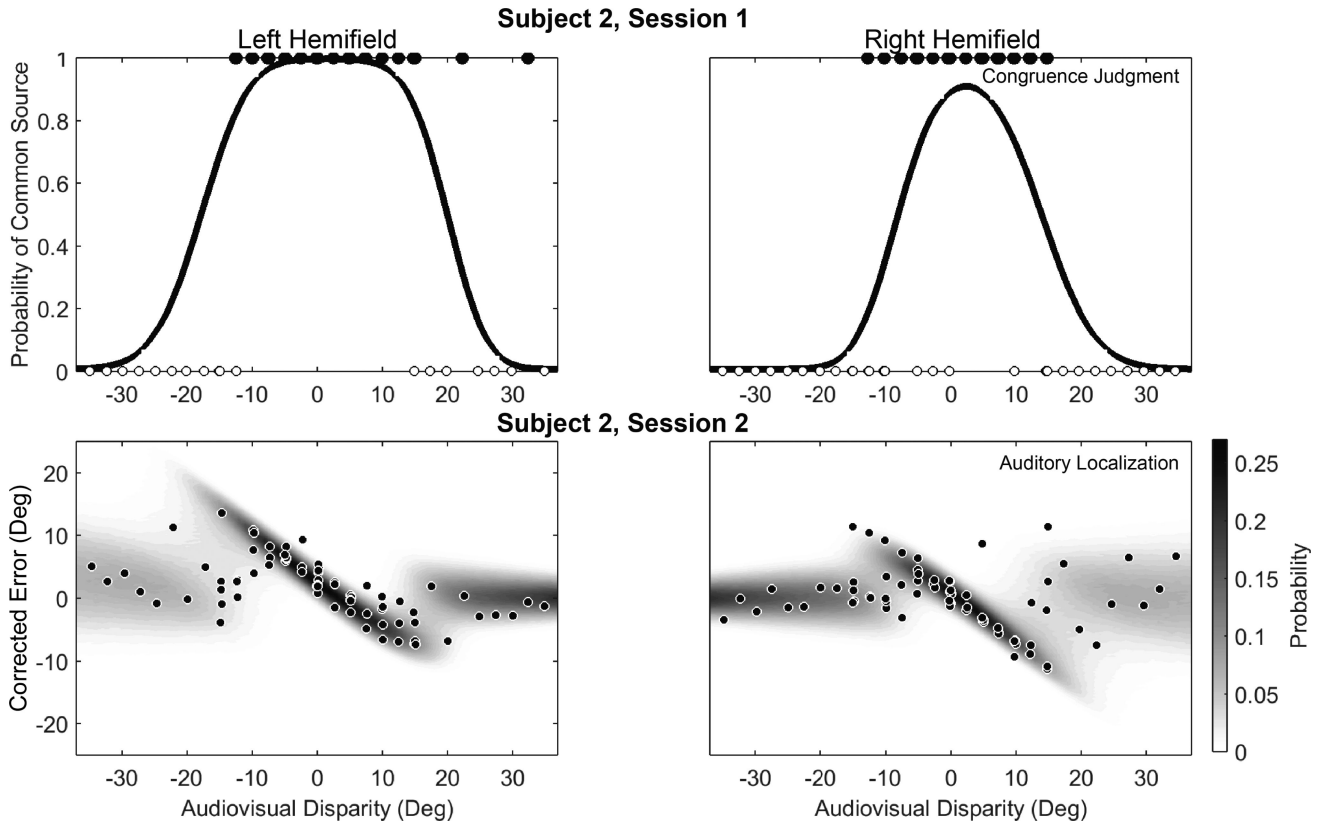 Subject 2, Session 1
Left Hemifield
Right Hemifield
Congruence Judgment
Probability of Common Source
1
0.8
0.6
0.4
0.2
0
-30 -20 -10 0 10 20 30
-30 -20 -10 0 10 20 30
Subject 2, Session 2
Auditory Localization
Corrected Error (Deg)
20
10
0
-10
-20
-30 -20 -10 0 10 20 30
-30 -20 -10 0 10 20 30
Audiovisual Disparity (Deg)
Audiovisual Disparity (Deg)
0.25
0.2
0.15
0.1
0.05
0
Probability